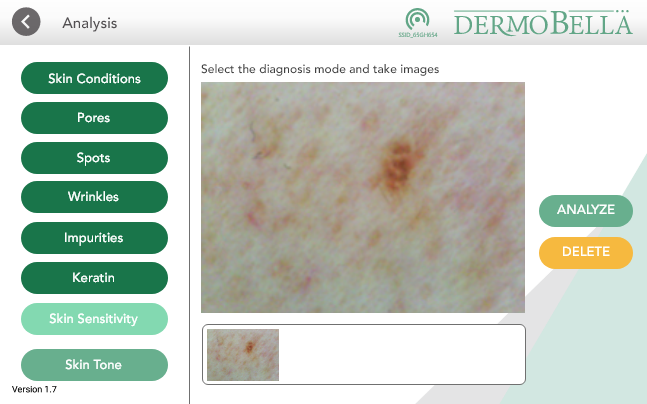 Analysis
SSID_65GH654
DERMOBELLA
Select the diagnosis mode and take images
Skin Conditions
Pores
Spots
Wrinkles
Impurities
Keratin
Skin Sensitivity
Skin Tone
ANALYZE
DELETE
Version 1.7